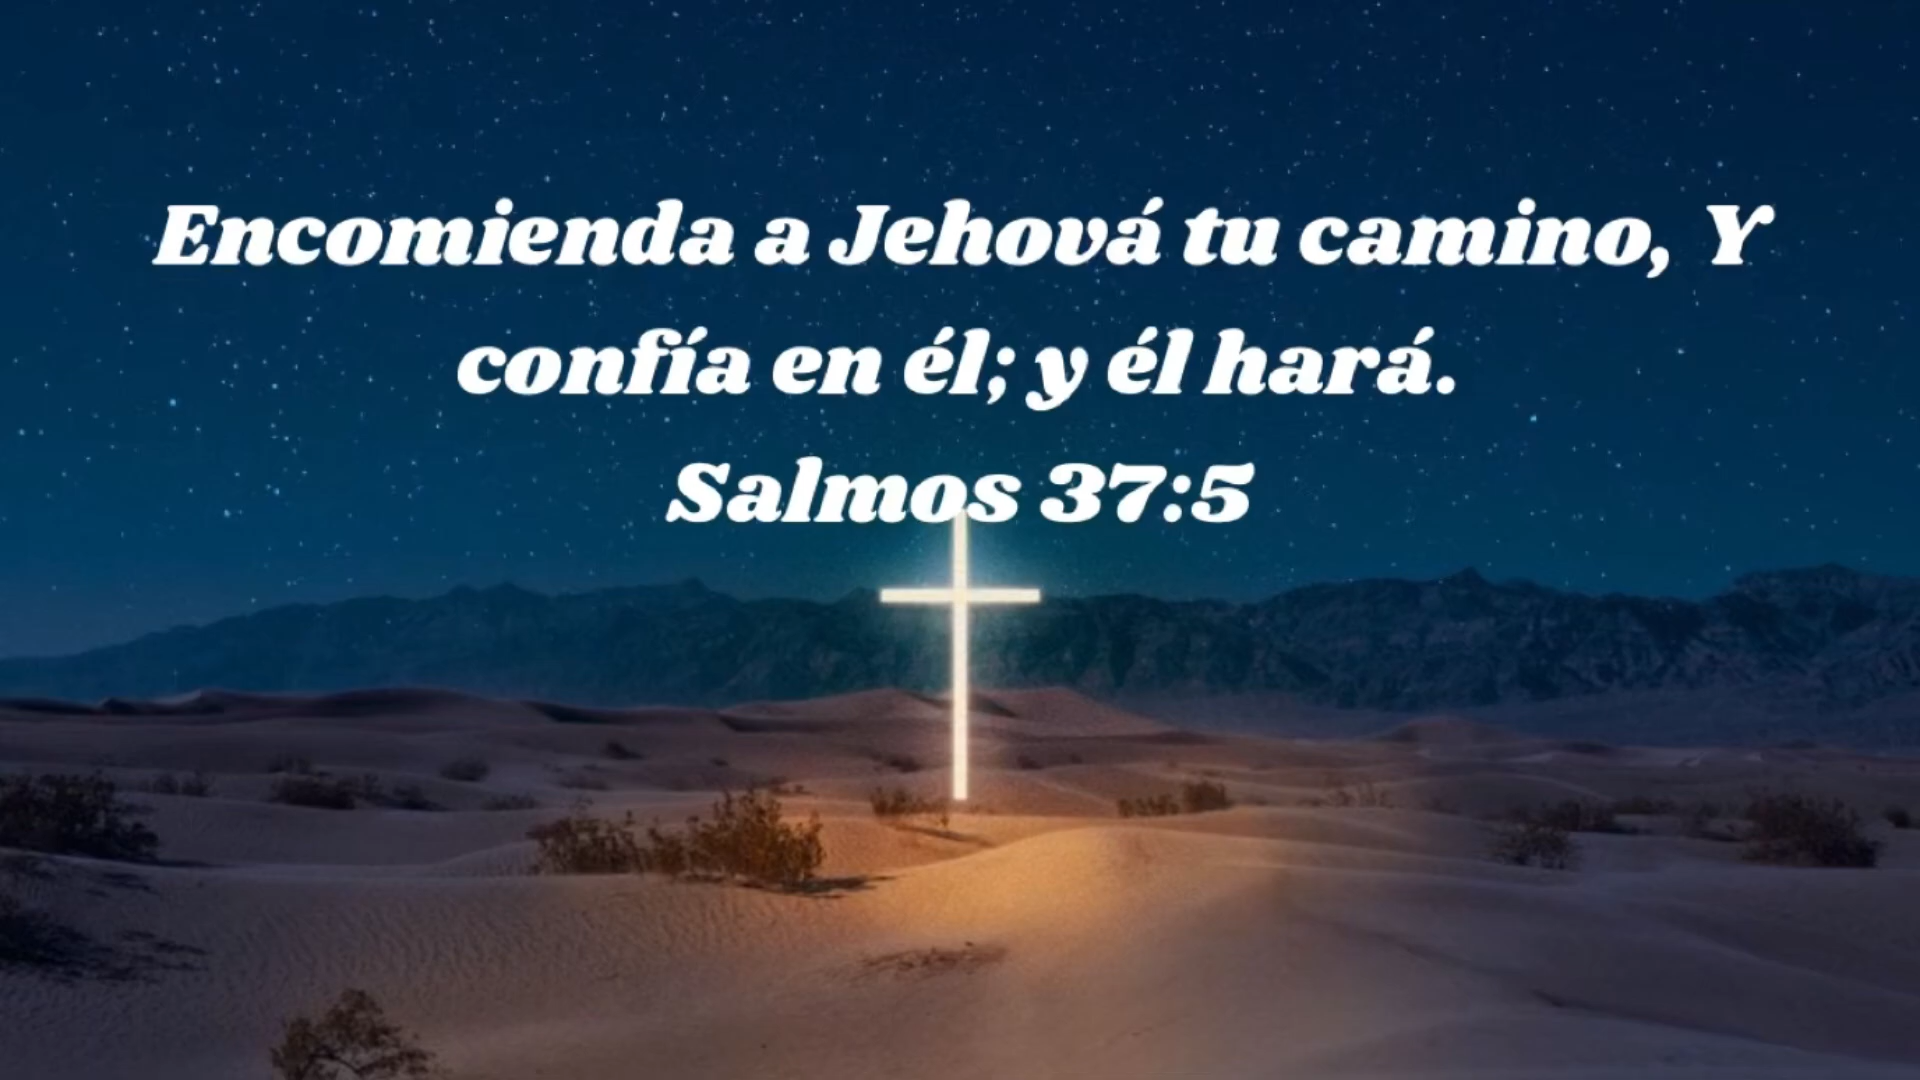 Encomienda a Jehová tu camino, Y
confía en él; y él hará.
Salmos 37:5